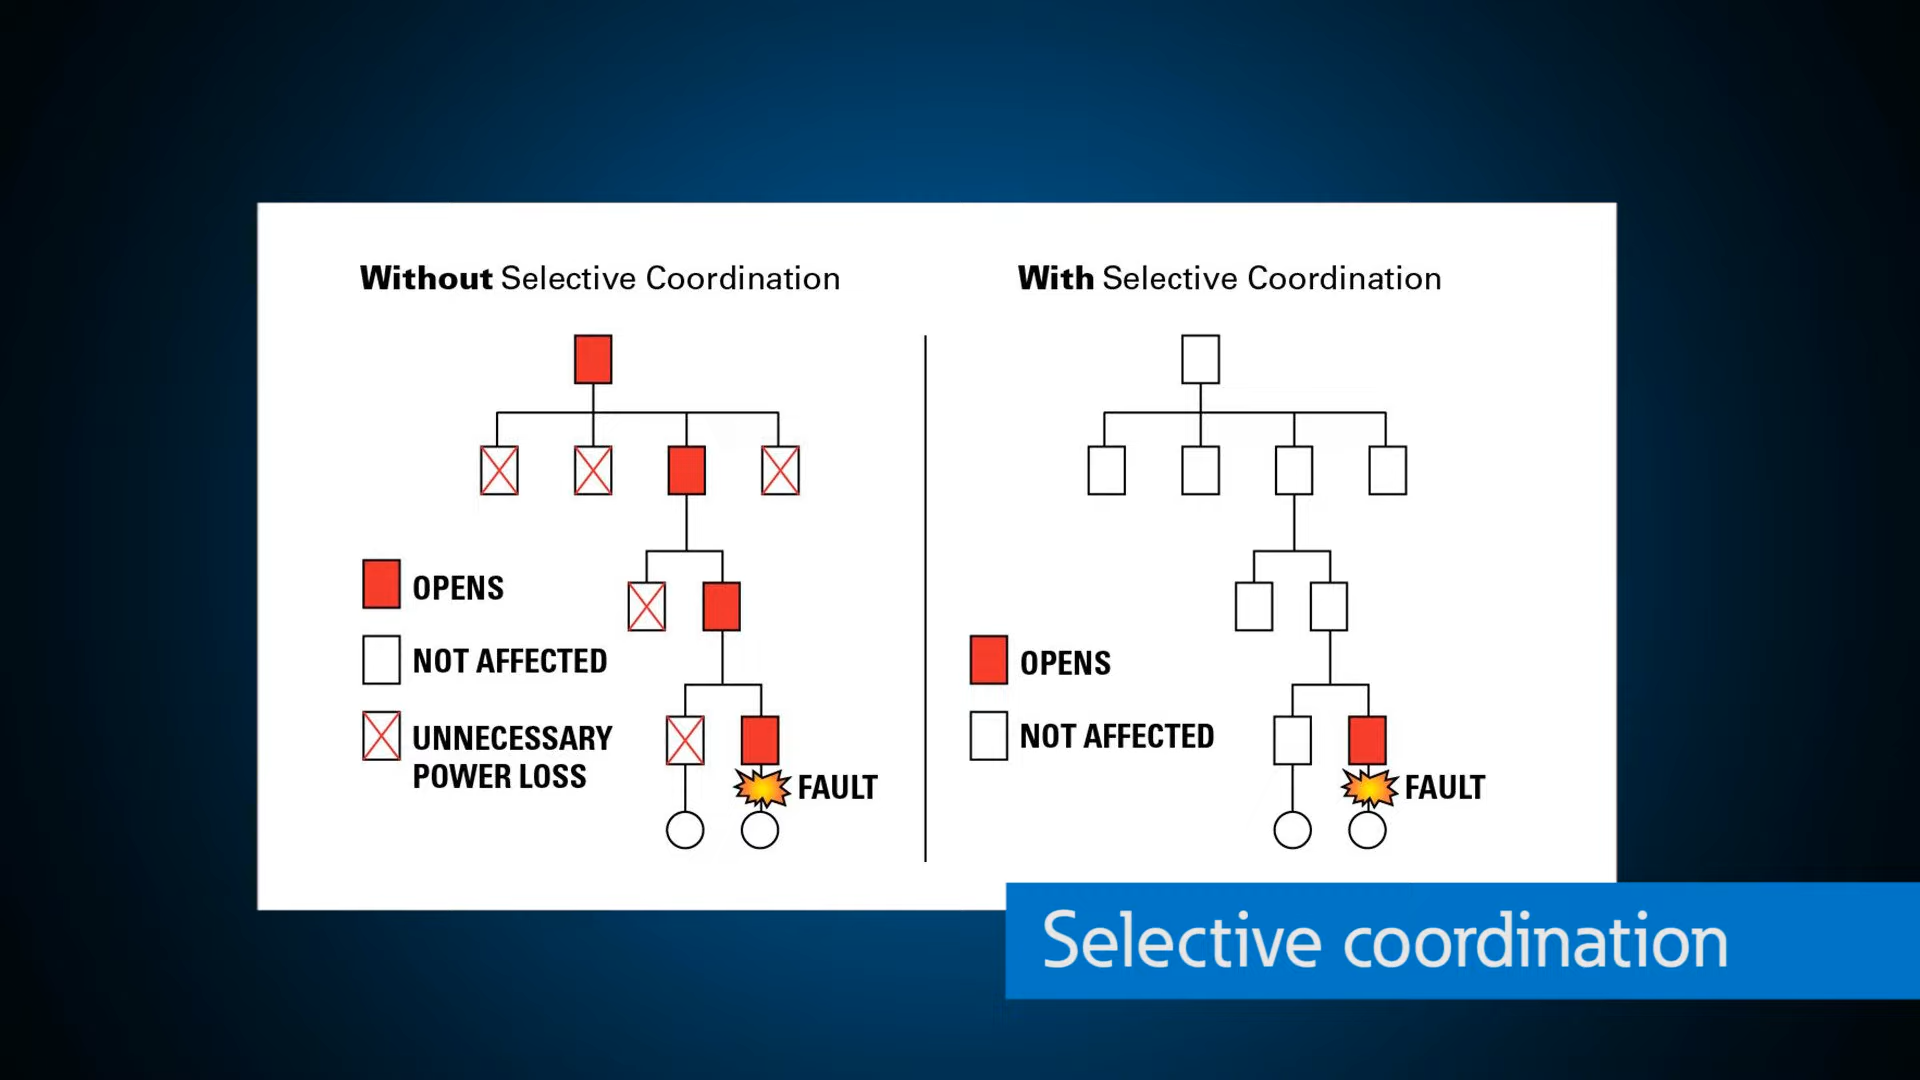 Without Selective Coordination
OPENS
NOT AFFECTED
UNNECESSARY
POWER LOSS
FAULT
With Selective Coordination
OPENS
NOT AFFECTED
FAULT
Selective coordination